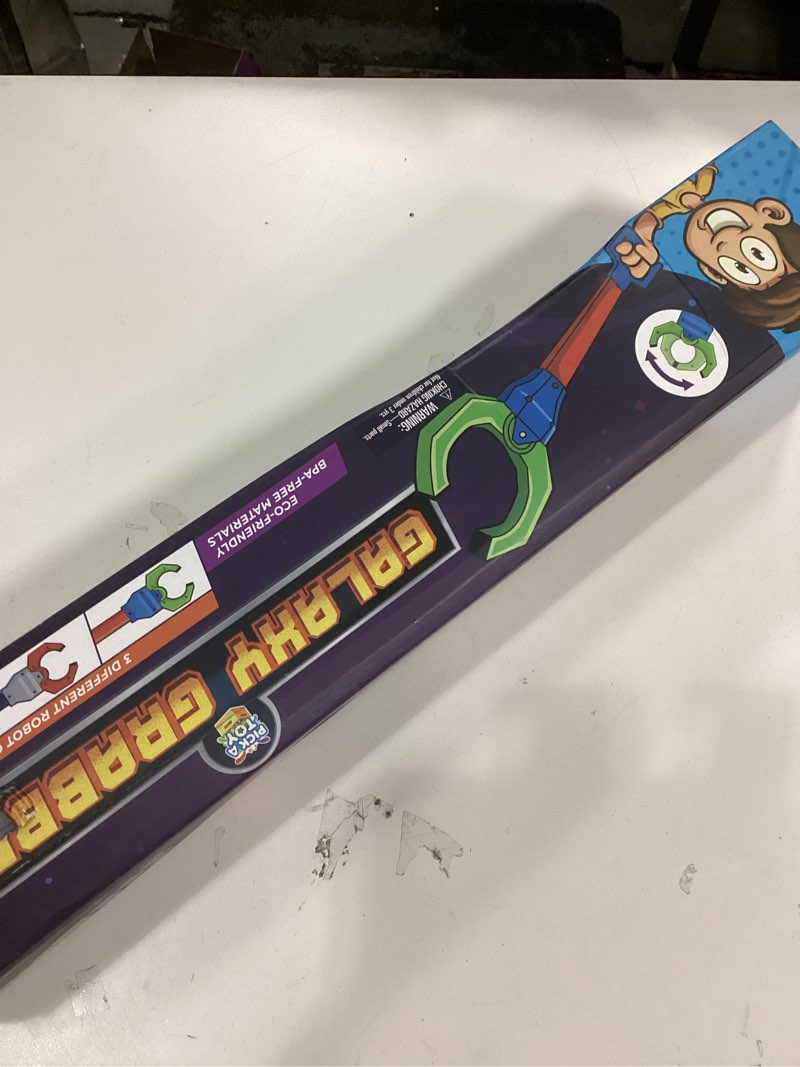 GALAXY GRABB
PICK A
TOY
3 DIFFERENT ROBOT
ECO-FRIENDLY
BPA-FREE MATERIALS
WARNING:
CHOKING HAZARD—Small parts.
Not for children under 3 yrs.